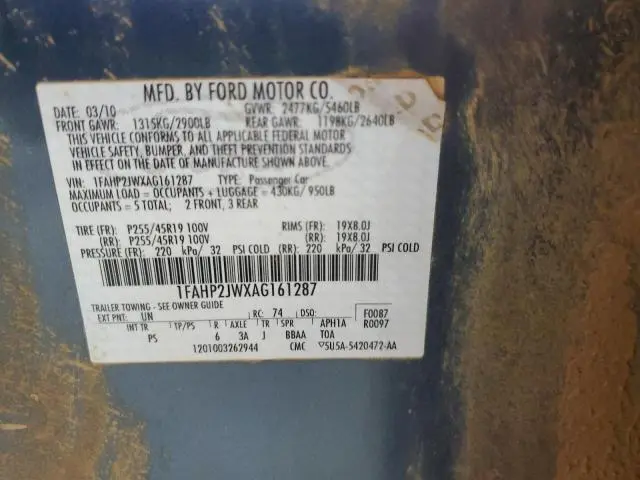 MFD. BY FORD MOTOR CO.
DATE: 03/10 GVWR: 2477KG/5460LB
FRONT GAWR: 1315KG/2900LB REAR GAWR: 1198KG/2640LB
THIS VEHICLE CONFORMS TO ALL APPLICABLE FEDERAL MOTOR
VEHICLE SAFETY, BUMPER, AND THEFT PREVENTION STANDARDS
IN EFFECT ON THE DATE OF MANUFACTURE SHOWN ABOVE.
VIN: 1FAHP2JWXAG161287 TYPE: Passenger Car
MAXIMUM LOAD = OCCUPANTS + LUGGAGE = 430KG/950LB
OCCUPANTS = 5 TOTAL; 2 FRONT, 3 REAR
TIRE (FR): P255/45R19 100V RIMS (FR): 19X8.0J
(RR): P255/45R19 100V (RR): 19X8.0J
PRESSURE (FR): 220 kPa/ 32 PSI COLD (RR): 220 kPa/ 32 PSI COLD
1FAHP2JWXAG161287
TRAILER TOWING - SEE OWNER GUIDE
EXT PNT: UN RC: 74 DSO: F0087
R0097
INT TR TP/PS R AXLE TR SPR APH1A
PS 6 3A J BBAA TOA
1201003262944 CMC ▽5U5A-5420472-AA